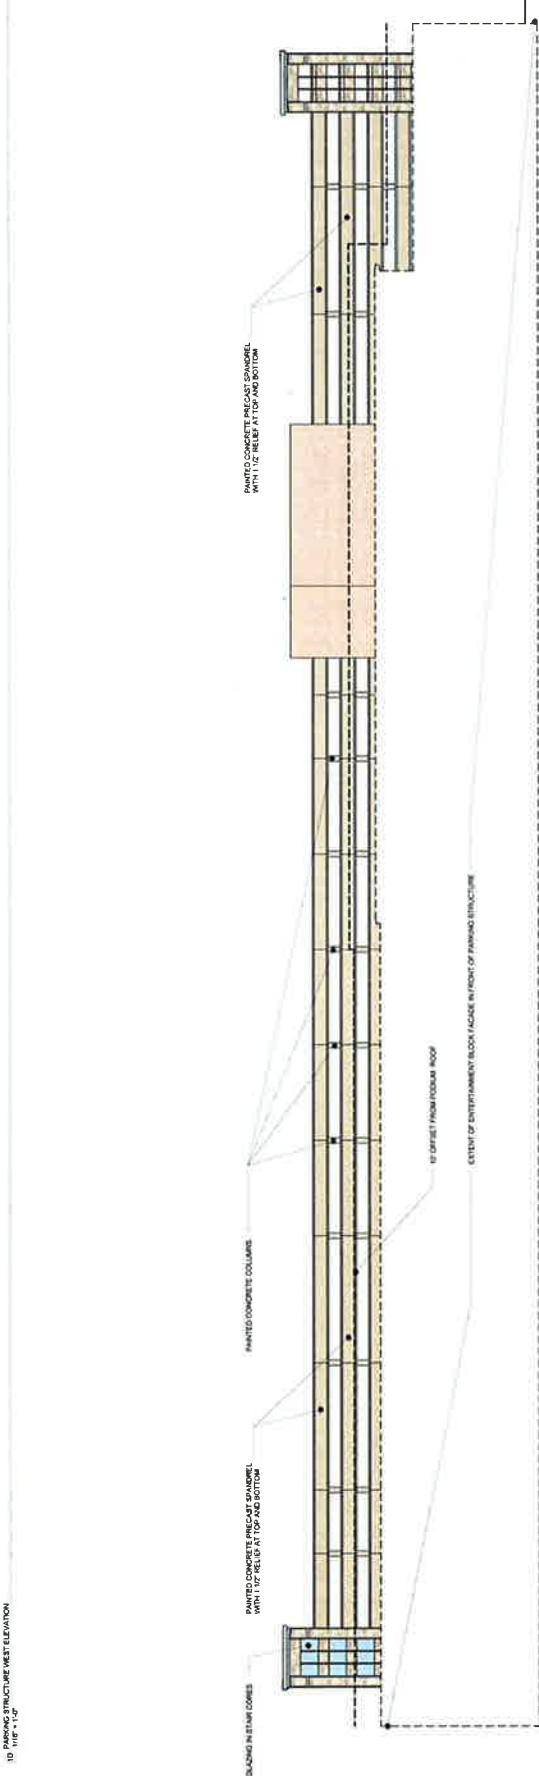 GLAZING IN STAIR CORES
PAINTED CONCRETE PRECAST SPANDREL
WITH 1 1/2" RELIEF AT TOP AND BOTTOM
PAINTED CONCRETE COLUMNS
PAINTED CONCRETE PRECAST SPANDREL
WITH 1 1/2" RELIEF AT TOP AND BOTTOM
10' OFFSET FROM PODIUM ROOF
EXTENT OF ENTERTAINMENT BLOCK FACADE IN FRONT OF PARKING STRUCTURE
1D PARKING STRUCTURE WEST ELEVATION
1/16" = 1'-0"